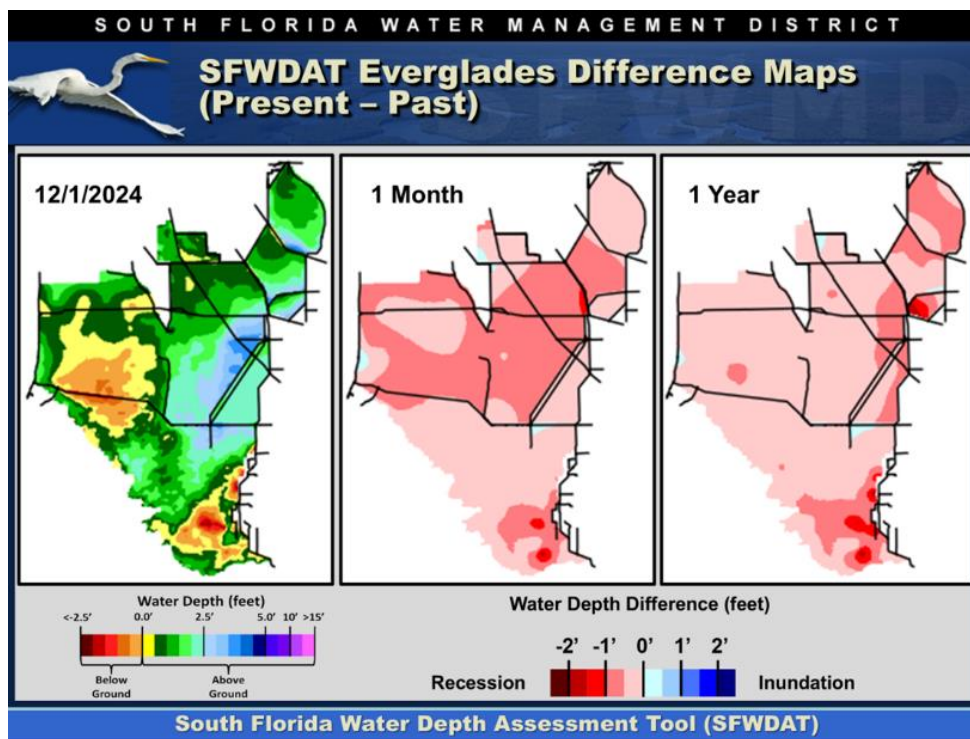 SOUTH FLORIDA WATER MANAGEMENT DISTRICT
SFWDAT Everglades Difference Maps
(Present – Past)
12/1/2024
1 Month
1 Year
Water Depth (feet)
<-2.5' 0.0' 2.5' 5.0' 10' >15'
Below
Ground
Above
Ground
Water Depth Difference (feet)
-2' -1' 0' 1' 2'
Recession
Inundation
South Florida Water Depth Assessment Tool (SFWDAT)